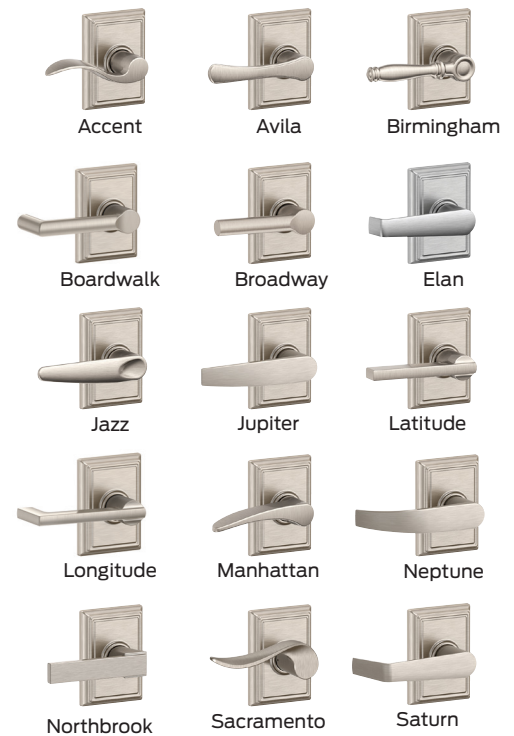 Accent Avila Birmingham
Boardwalk Broadway Elan
Jazz Jupiter Latitude
Longitude Manhattan Neptune
Northbrook Sacramento Saturn